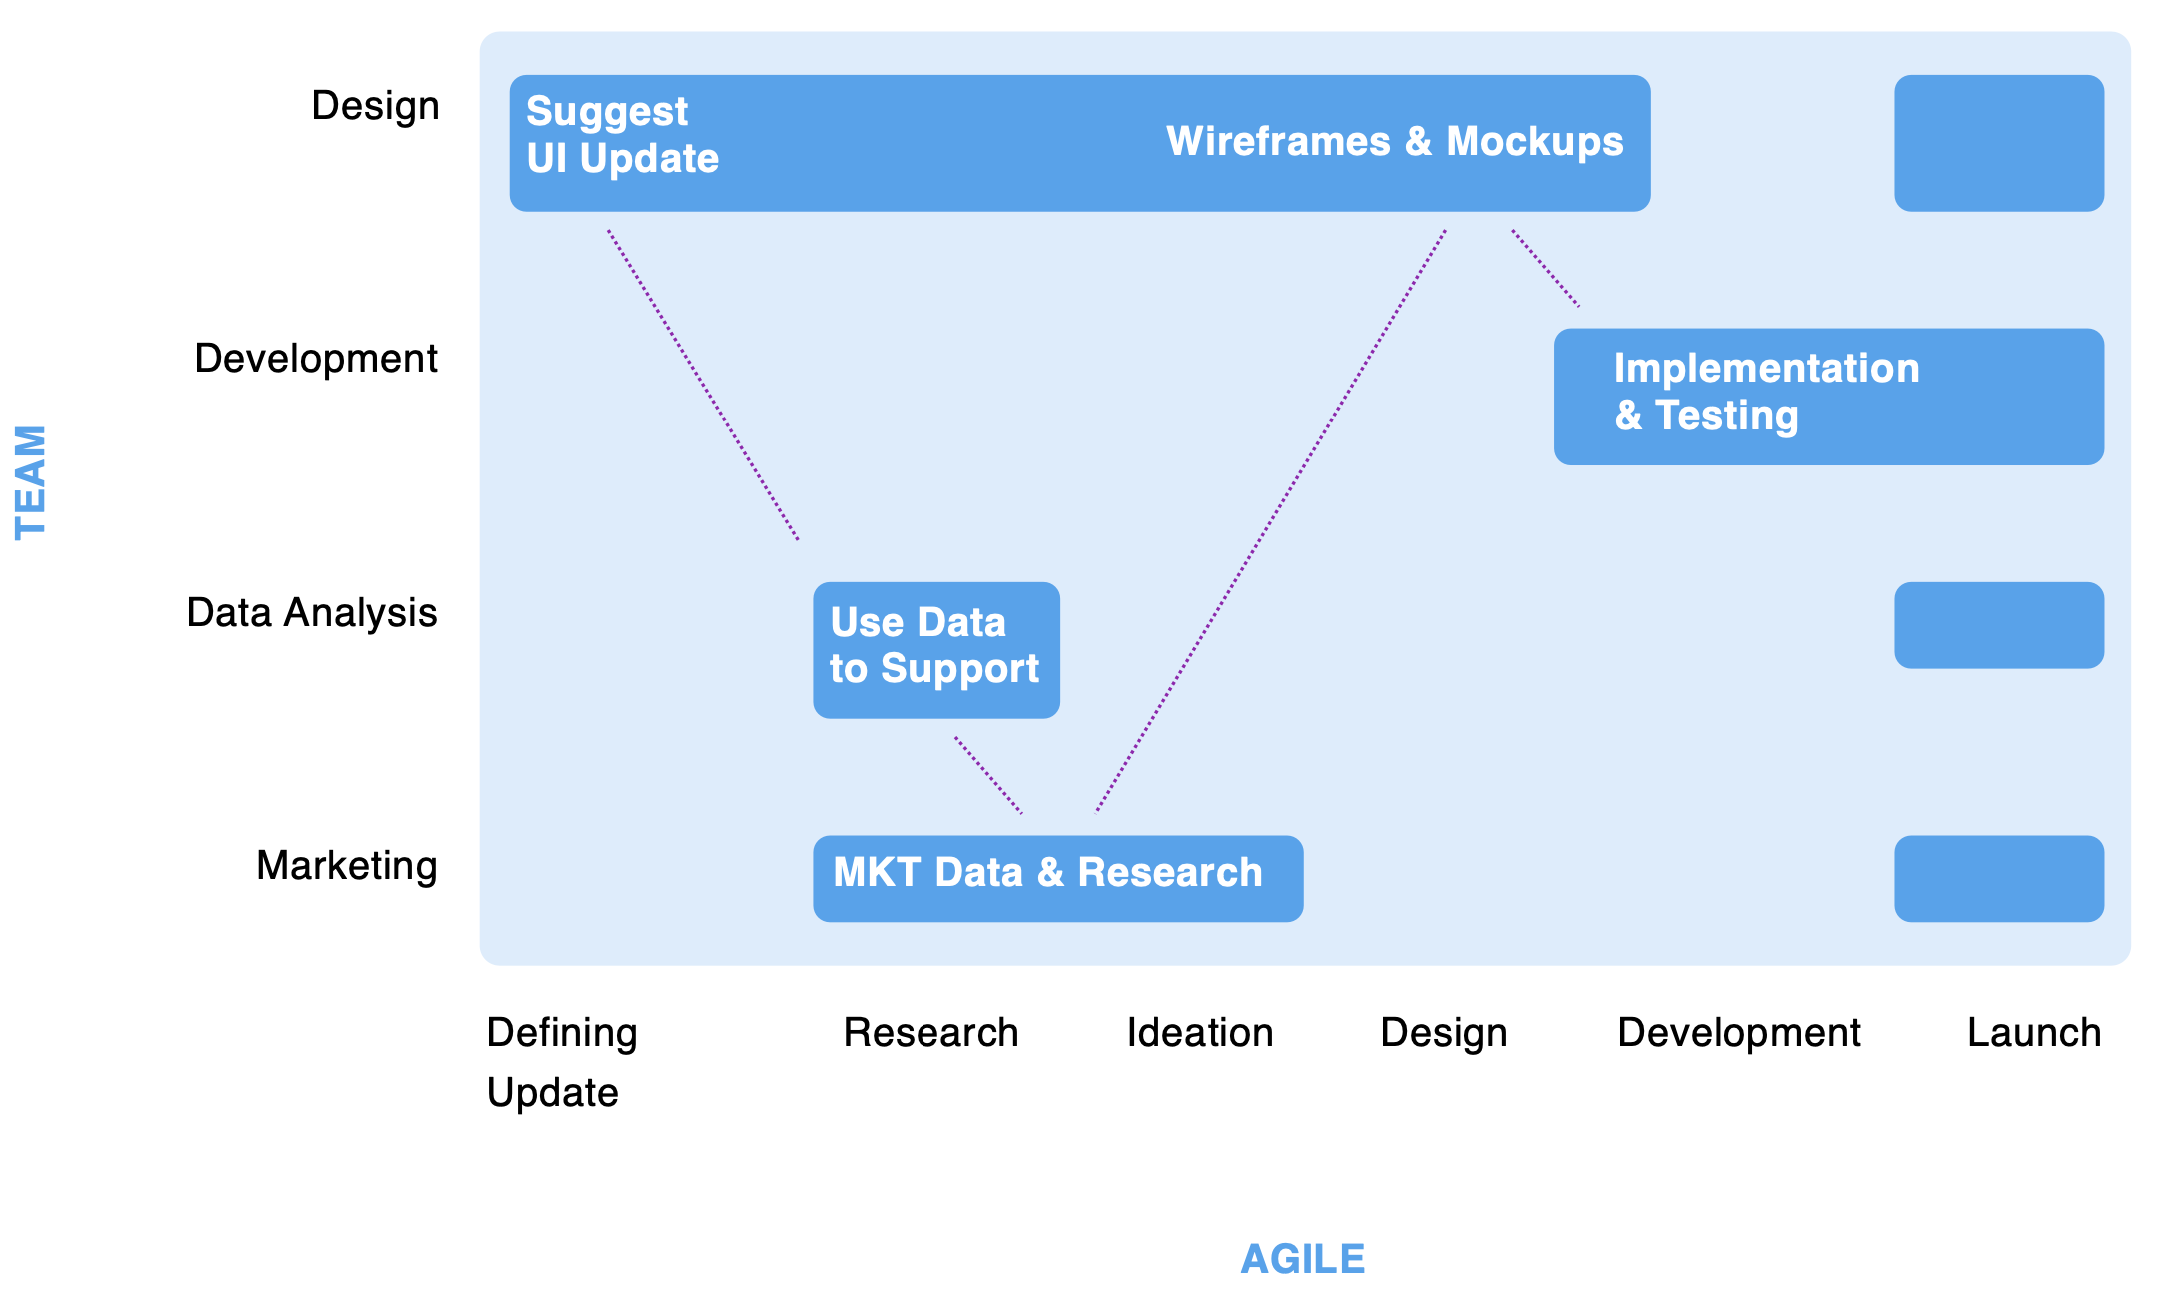 Design
Suggest
UI Update
Wireframes & Mockups
Development
Implementation
& Testing
TEAM
Data Analysis
Use Data
to Support
Marketing
MKT Data & Research
Defining
Update
Research
Ideation
Design
Development
Launch
AGILE